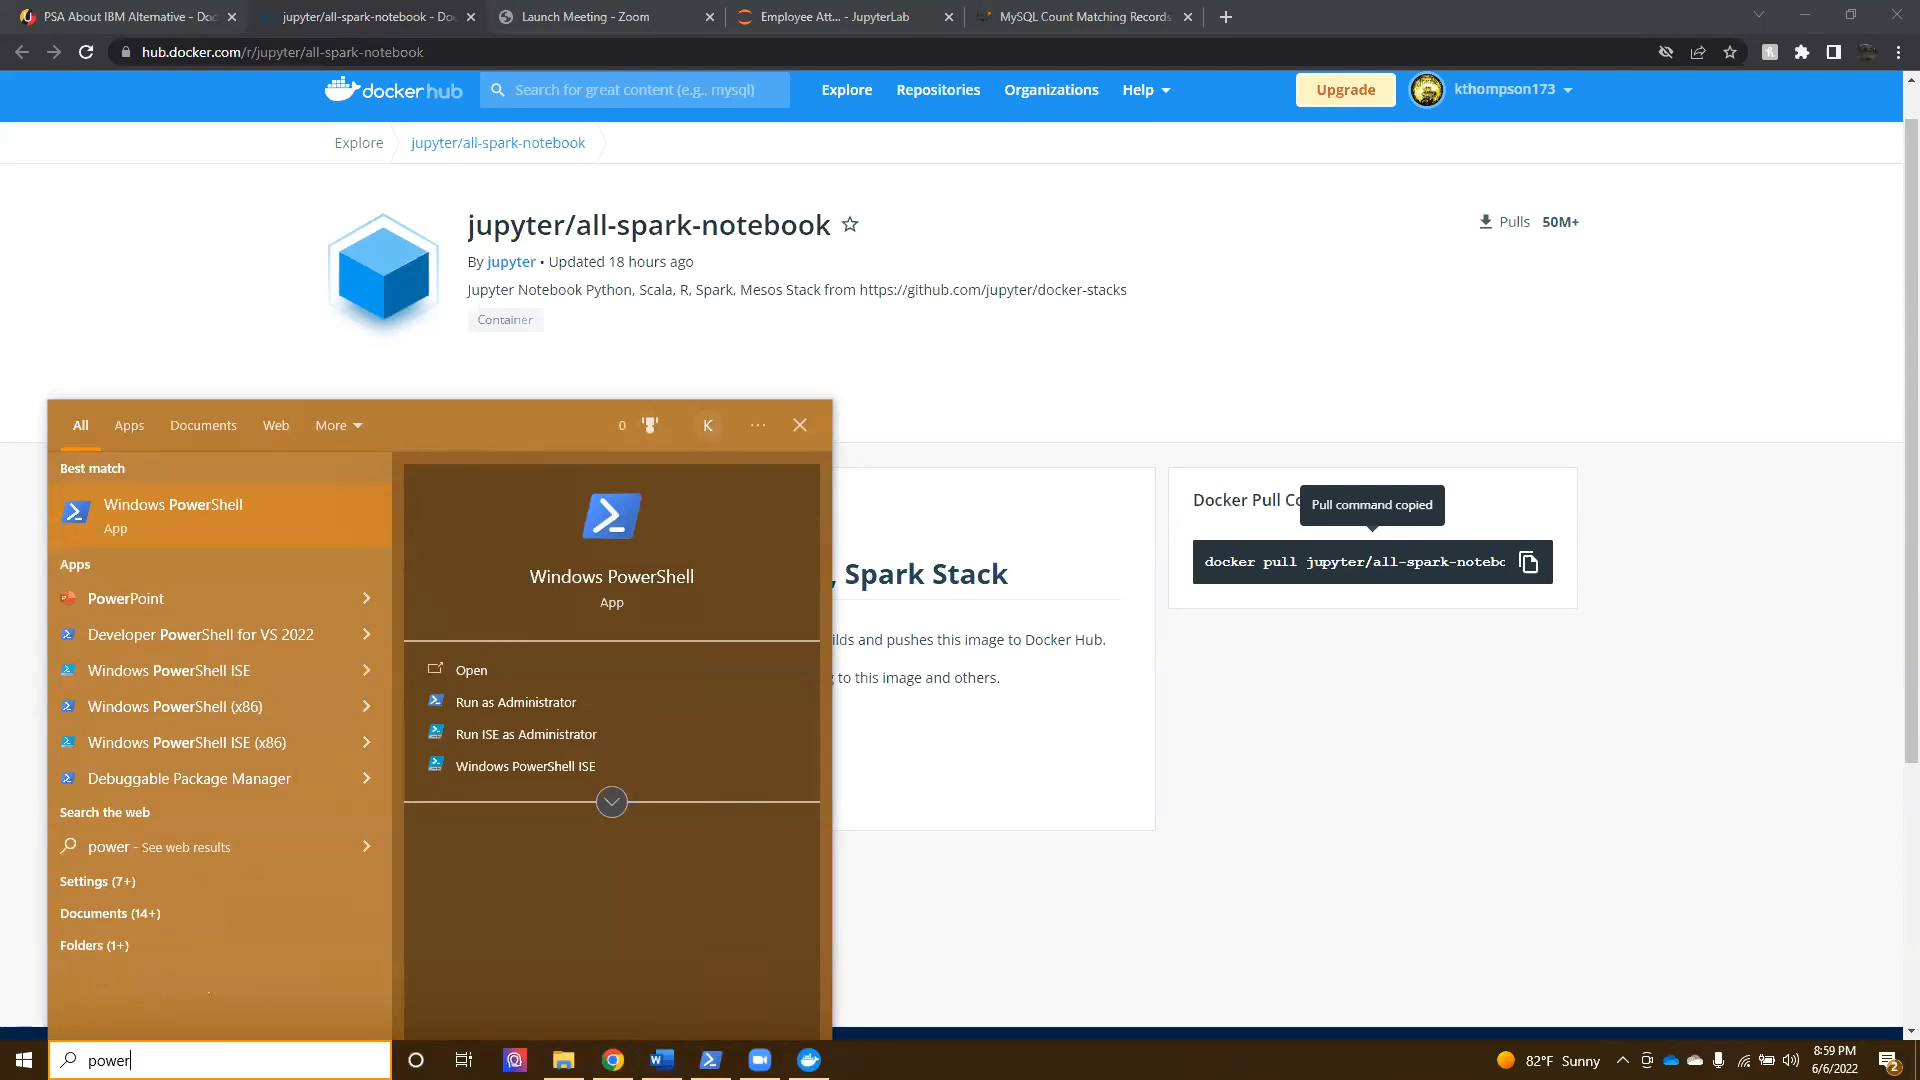 PSA About IBM Alternative - Doc
jupyter/all-spark-notebook - Do
Launch Meeting - Zoom
Employee Att... - JupyterLab
MySQL Count Matching Records
hub.docker.com/r/jupyter/all-spark-notebook
docker hub
Search for great content (e.g., mysql)
Explore
Repositories
Organizations
Help
Upgrade
kthompson173
Explore
jupyter/all-spark-notebook
jupyter/all-spark-notebook
Pulls 50M+
By jupyter • Updated 18 hours ago
Jupyter Notebook Python, Scala, R, Spark, Mesos Stack from https://github.com/jupyter/docker-stacks
Container
All
Apps
Documents
Web
More
0
K
Best match
Windows PowerShell
App
Apps
PowerPoint
Developer PowerShell for VS 2022
Windows PowerShell ISE
Windows PowerShell (x86)
Windows PowerShell ISE (x86)
Debuggable Package Manager
Search the web
power - See web results
Settings (7+)
Documents (14+)
Folders (1+)
Windows PowerShell
App
Open
Run as Administrator
Run ISE as Administrator
Windows PowerShell ISE
, Spark Stack
ilds and pushes this image to Docker Hub.
g to this image and others.
Docker Pull Co
Pull command copied
docker pull jupyter/all-spark-notebo
power
82°F Sunny
8:59 PM
6/6/2022
2